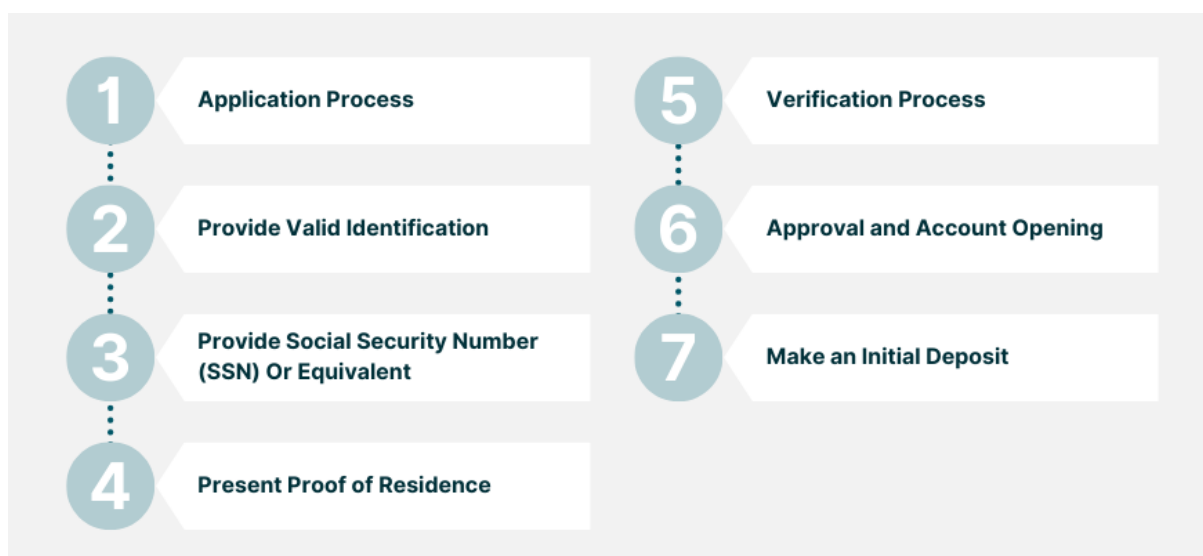 1
Application Process
2
Provide Valid Identification
3
Provide Social Security Number
(SSN) Or Equivalent
4
Present Proof of Residence
5
Verification Process
6
Approval and Account Opening
7
Make an Initial Deposit